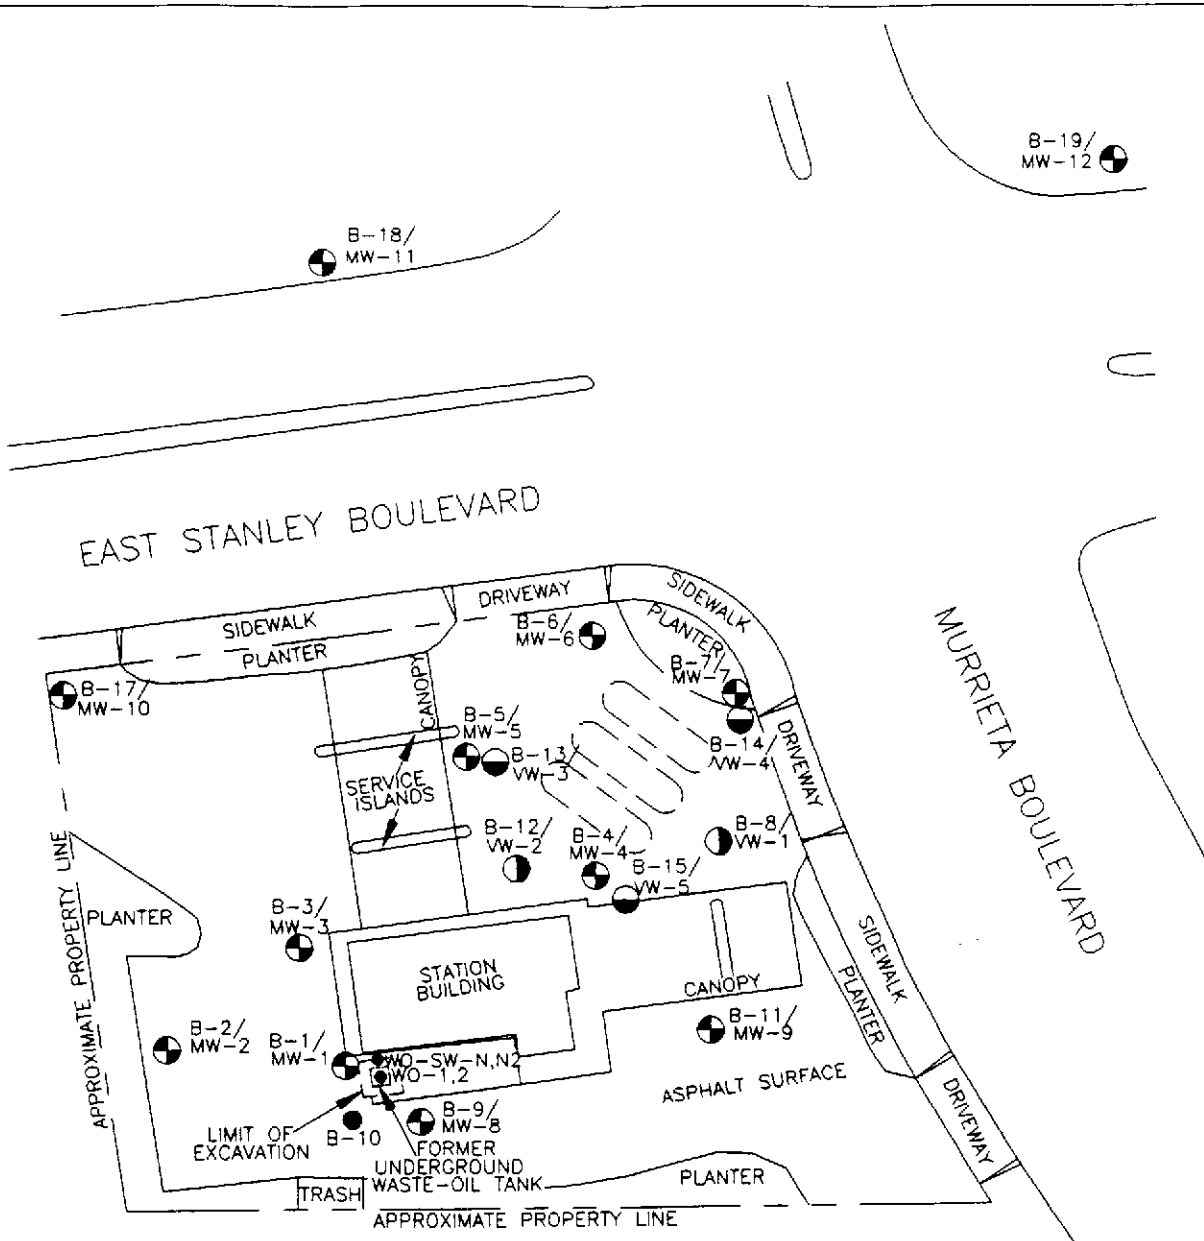 B-19/
MW-12
B-18/
MW-11
EAST STANLEY BOULEVARD
SIDEWALK
DRIVEWAY
SIDEWALK
PLANTER
B-6/
MW-6
PLANTER
B-7/
MW-7
MURRIETA BOULEVARD
B-17/
MW-10
CANOPY
B-5/
MW-5
B-13/
VW-3
B-14/
VW-4
DRIVEWAY
SERVICE
ISLANDS
B-12/
VW-2
B-4/
MW-4
B-8/
VW-1
B-15/
VW-5
APPROXIMATE PROPERTY LINE
PLANTER
B-3/
MW-3
STATION
BUILDING
CANOPY
SIDEWALK
PLANTER
B-2/
MW-2
B-1/
MW-1
WO-SW-N,N2
WO-1,2
B-11/
MW-9
ASPHALT SURFACE
DRIVEWAY
B-9/
MW-8
B-10
LIMIT OF
EXCAVATION
FORMER
UNDERGROUND
WASTE-OIL TANK
TRASH
PLANTER
APPROXIMATE PROPERTY LINE